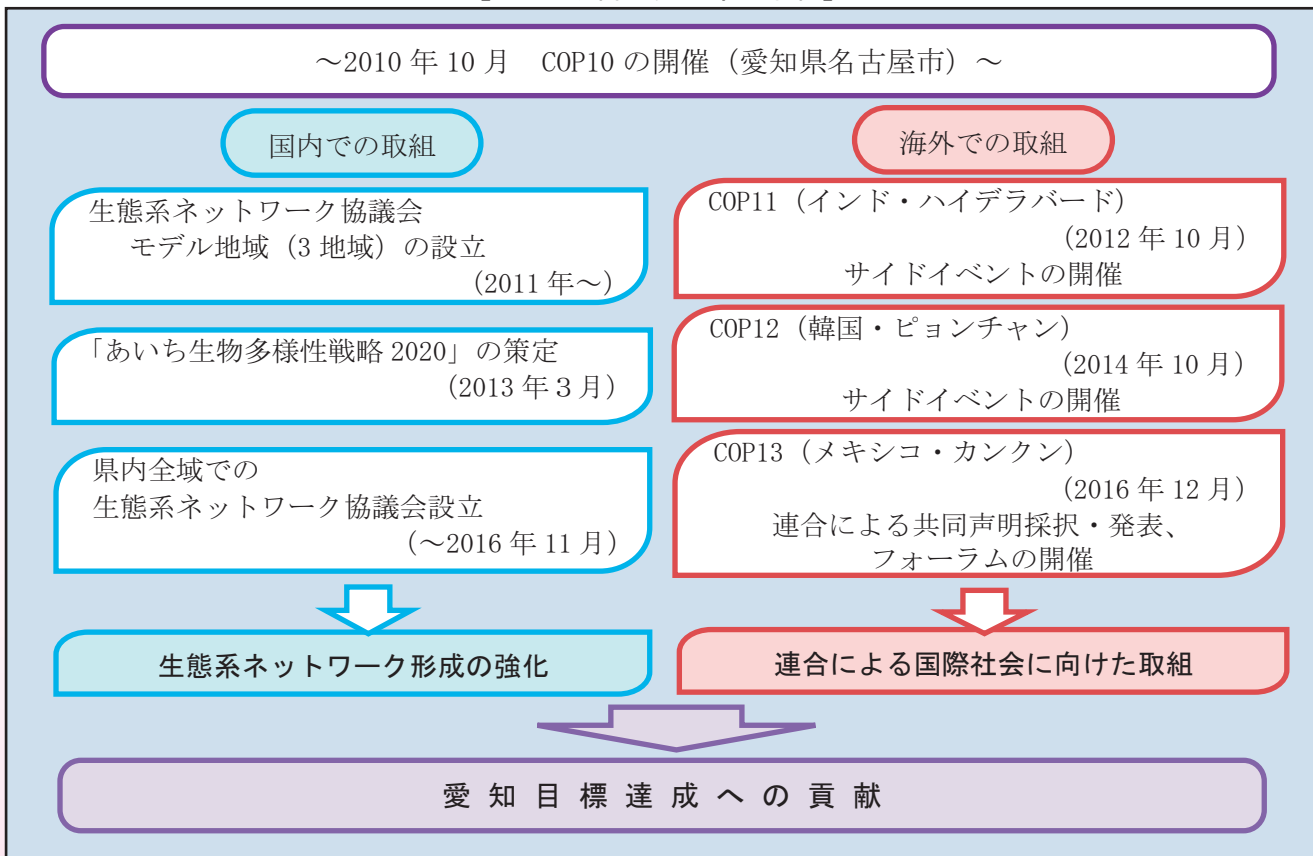 ～2010 年 10 月　COP10 の開催（愛知県名古屋市）～
国内での取組
生態系ネットワーク協議会
モデル地域（3 地域）の設立
(2011 年～)
「あいち生物多様性戦略 2020」の策定
(2013 年３月)
県内全域での
生態系ネットワーク協議会設立
(～2016 年 11 月)
生態系ネットワーク形成の強化
海外での取組
COP11（インド・ハイデラバード）
(2012 年 10 月)
サイドイベントの開催
COP12（韓国・ピョンチャン）
(2014 年 10 月)
サイドイベントの開催
COP13（メキシコ・カンクン）
(2016 年 12 月)
連合による共同声明採択・発表、
フォーラムの開催
連合による国際社会に向けた取組
愛知目標達成への貢献